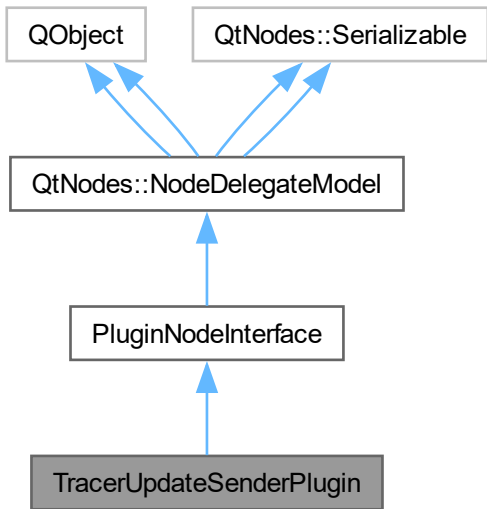 QObject
QtNodes::Serializable
QtNodes::NodeDelegateModel
PluginNodeInterface
TracerUpdateSenderPlugin